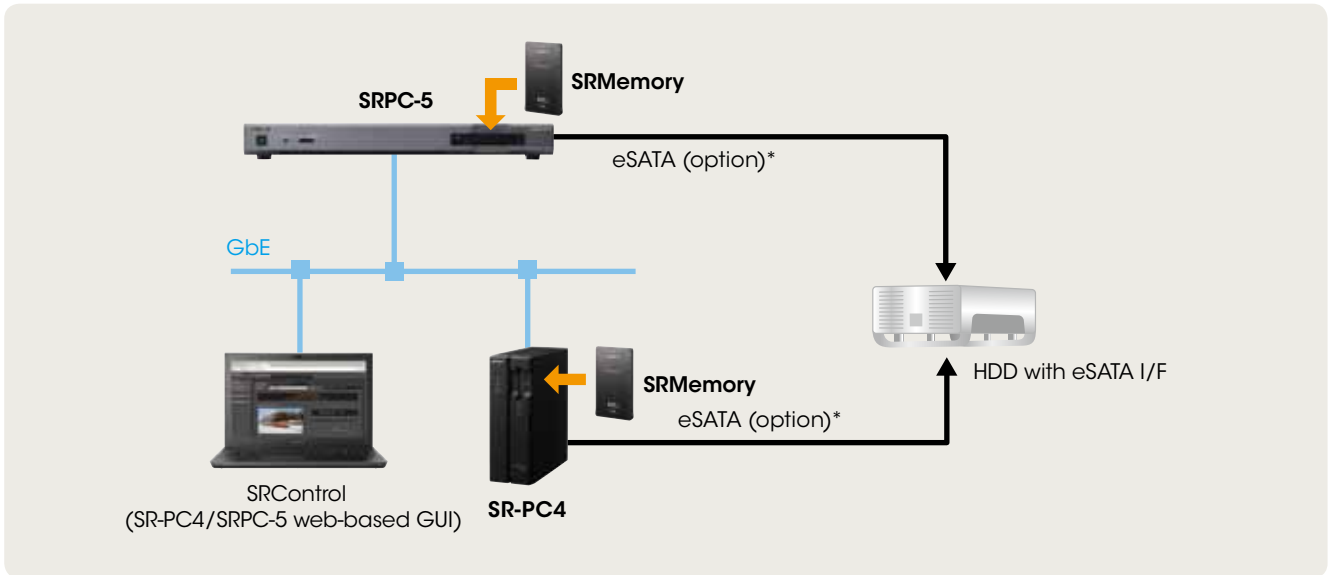 SRMemory
SRPC-5
eSATA (option)*
GbE
HDD with eSATA I/F
SRMemory
eSATA (option)*
SRControl
(SR-PC4/SRPC-5 web-based GUI)
SR-PC4